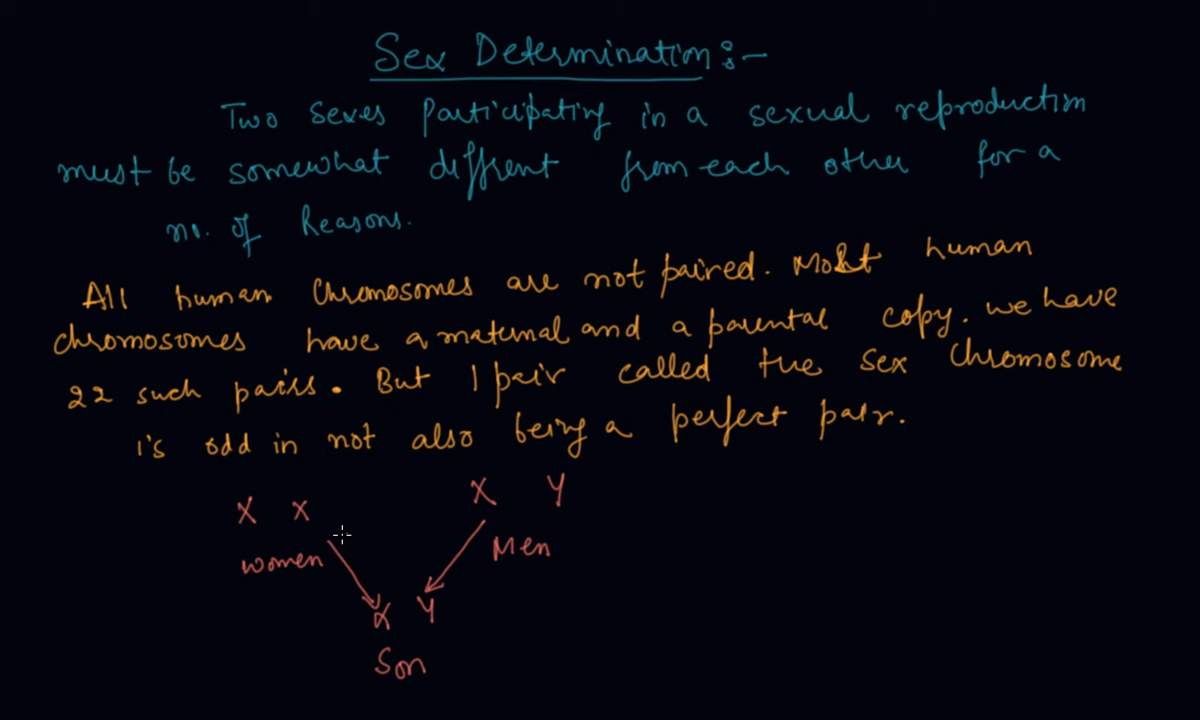 Sex Determination :-
Two sexes participating in a sexual reproduction
must be somewhat diffrent from each other for a
no. of Reasons.
All human chromosomes are not paired. Most human
chromosomes have a maternal and a parental copy. we have
22 such pairs. But 1 pair called the sex chromosome
is odd in not also being a perfect pair.
X X X Y
women Men
X Y
Son